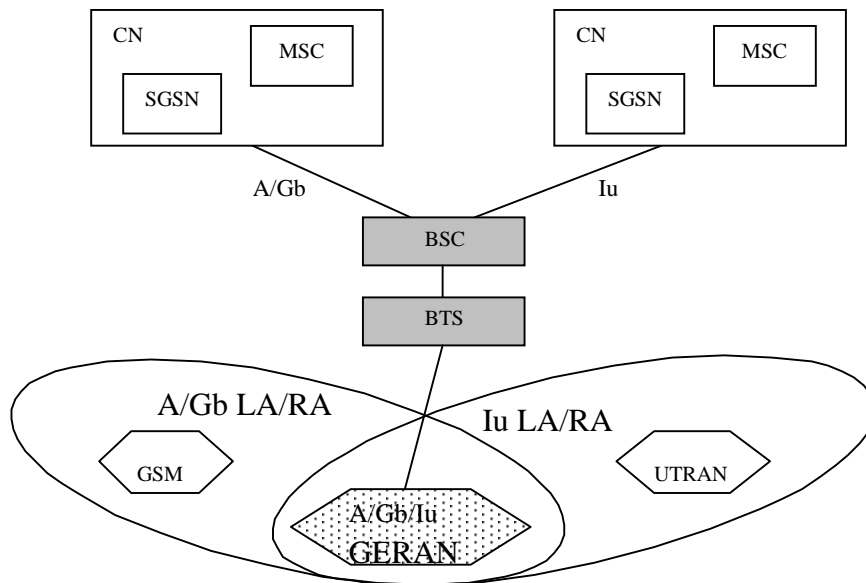 CN
MSC
SGSN
CN
MSC
SGSN
A/Gb
Iu
BSC
BTS
A/Gb LA/RA
Iu LA/RA
GSM
UTRAN
A/Gb/Iu
GERAN